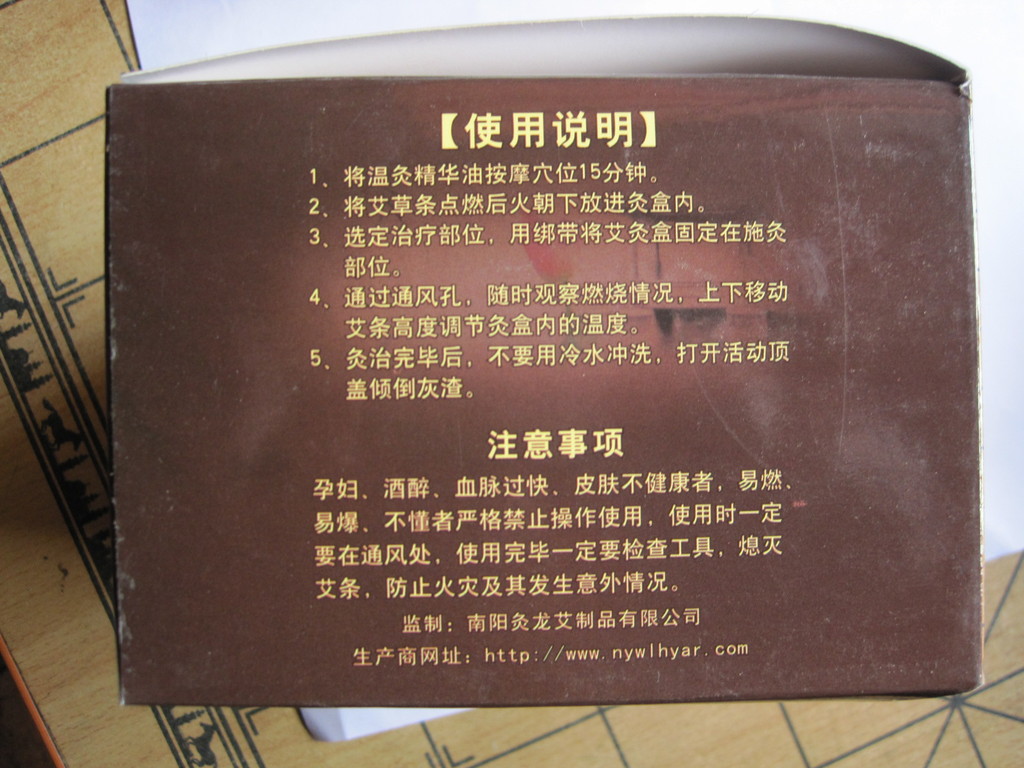 【使用说明】
1、将温灸精华油按摩穴位15分钟。
2、将艾草条点燃后火朝下放进灸盒内。
3、选定治疗部位，用绑带将艾灸盒固定在施灸
部位。
4、通过通风孔，随时观察燃烧情况，上下移动
艾条高度调节灸盒内的温度。
5、灸治完毕后，不要用冷水冲洗，打开活动顶
盖倾倒灰渣。
注意事项
孕妇、酒醉、血脉过快、皮肤不健康者，易燃、
易爆、不懂者严格禁止操作使用，使用时一定
要在通风处，使用完毕一定要检查工具，熄灭
艾条，防止火灾及其发生意外情况。
监制：南阳灸龙艾制品有限公司
生产商网址：http://www.nywlhyar.com